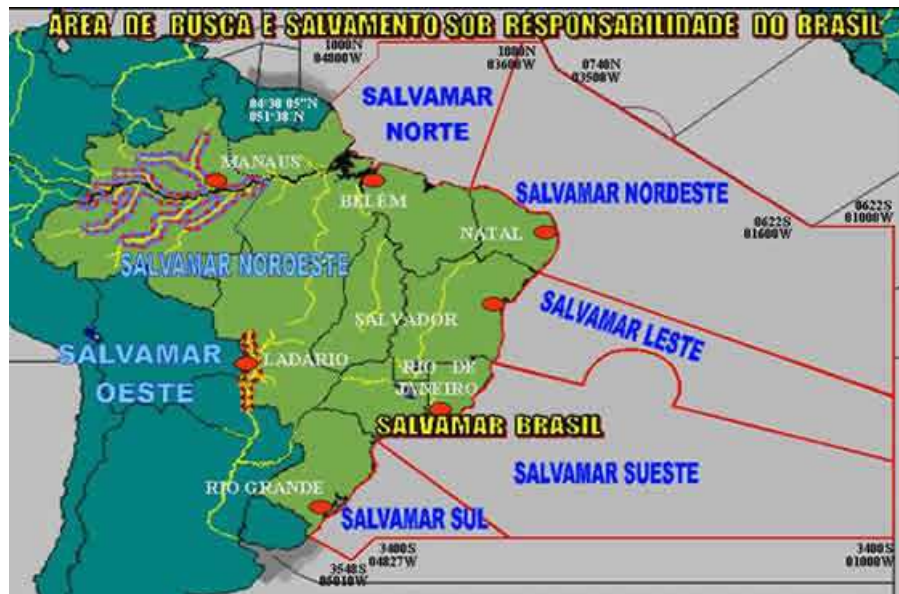 ÁREA DE BUSCA E SALVAMENTO SOB RESPONSABILIDADE DO BRASIL
1000N
04800W
1000N
03600W
0740N
03500W
SALVAMAR
NORTE
04 30 05"N
051 38'N
MANAUS
BELÉM
SALVAMAR NORDESTE
0622S
01600W
0622S
01000W
NATAL
SALVAMAR NOROESTE
SALVADOR
SALVAMAR LESTE
SALVAMAR
OESTE
LADÁRIO
RIO DE
JANEIRO
SALVAMAR BRASIL
SALVAMAR SUESTE
RIO GRANDE
SALVAMAR SUL
3548S
05010W
3400S
04827W
3400S
01000W